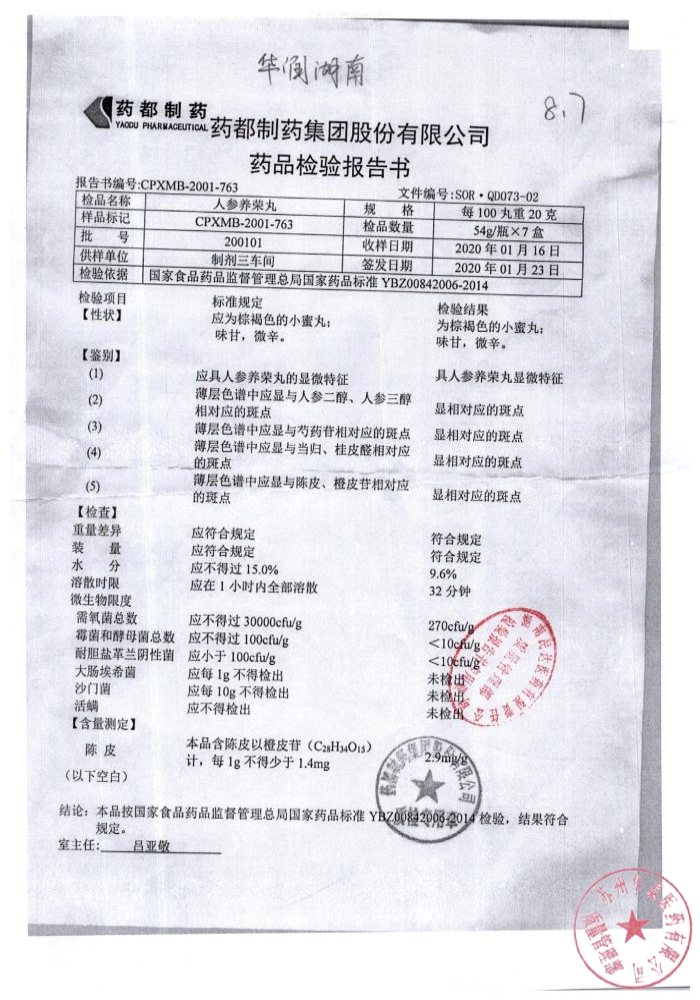 华润湖南
8.7
药都制药
YAODU PHARMACEUTICAL
药都制药集团股份有限公司
药品检验报告书
报告书编号:CPXMB-2001-763 文件编号:SOR·QD073-02
检品名称 人参养荣丸 规 格 每100丸重20克
样品标记 CPXMB-2001-763 检品数量 54g/瓶×7盒
批 号 200101 收样日期 2020年01月16日
供样单位 制剂三车间 签发日期 2020年01月23日
检验依据 国家食品药品监督管理总局国家药品标准 YBZ00842006-2014
检验项目 标准规定 检验结果
【性状】 应为棕褐色的小蜜丸; 为棕褐色的小蜜丸;
味甘,微辛。 味甘,微辛。
【鉴别】
(1) 应具人参养荣丸的显微特征 具人参养荣丸显微特征
(2) 薄层色谱中应显与人参二醇、人参三醇
相对应的斑点 显相对应的斑点
(3) 薄层色谱中应显与芍药苷相对应的斑点 显相对应的斑点
(4) 薄层色谱中应显与当归、桂皮醛相对应
的斑点 显相对应的斑点
(5) 薄层色谱中应显与陈皮、橙皮苷相对应
的斑点 显相对应的斑点
【检查】
重量差异 应符合规定 符合规定
装 量 应符合规定 符合规定
水 分 应不得过15.0% 9.6%
溶散时限 应在1小时内全部溶散 32分钟
微生物限度
需氧菌总数 应不得过30000cfu/g 270cfu/g
霉菌和酵母菌总数 应不得过100cfu/g <10cfu/g
耐胆盐革兰阴性菌 应小于100cfu/g <10cfu/g
大肠埃希菌 应每1g不得检出 未检出
沙门菌 应每10g不得检出 未检出
活螨 应不得检出 未检出
【含量测定】
陈 皮 本品含陈皮以橙皮苷(C28H34O15) 2.9mg/g
计,每1g不得少于1.4mg
(以下空白)
药都制药集团股份有限公司
质检专用章
结论:本品按国家食品药品监督管理总局国家药品标准 YBZ00842006-2014 检验,结果符合
规定。
室主任: 吕亚敬